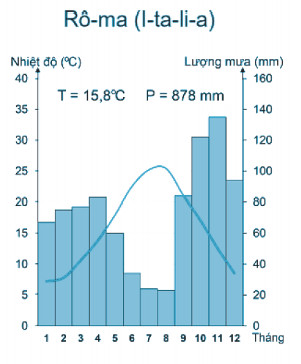 Rô-ma (I-ta-li-a)
Nhiệt độ (ºC) Lượng mưa (mm)
T = 15,8ºC P = 878 mm
40 160
35 140
30 120
25 100
20 80
15 60
10 40
5 20
0 0
1 2 3 4 5 6 7 8 9 10 11 12 Tháng